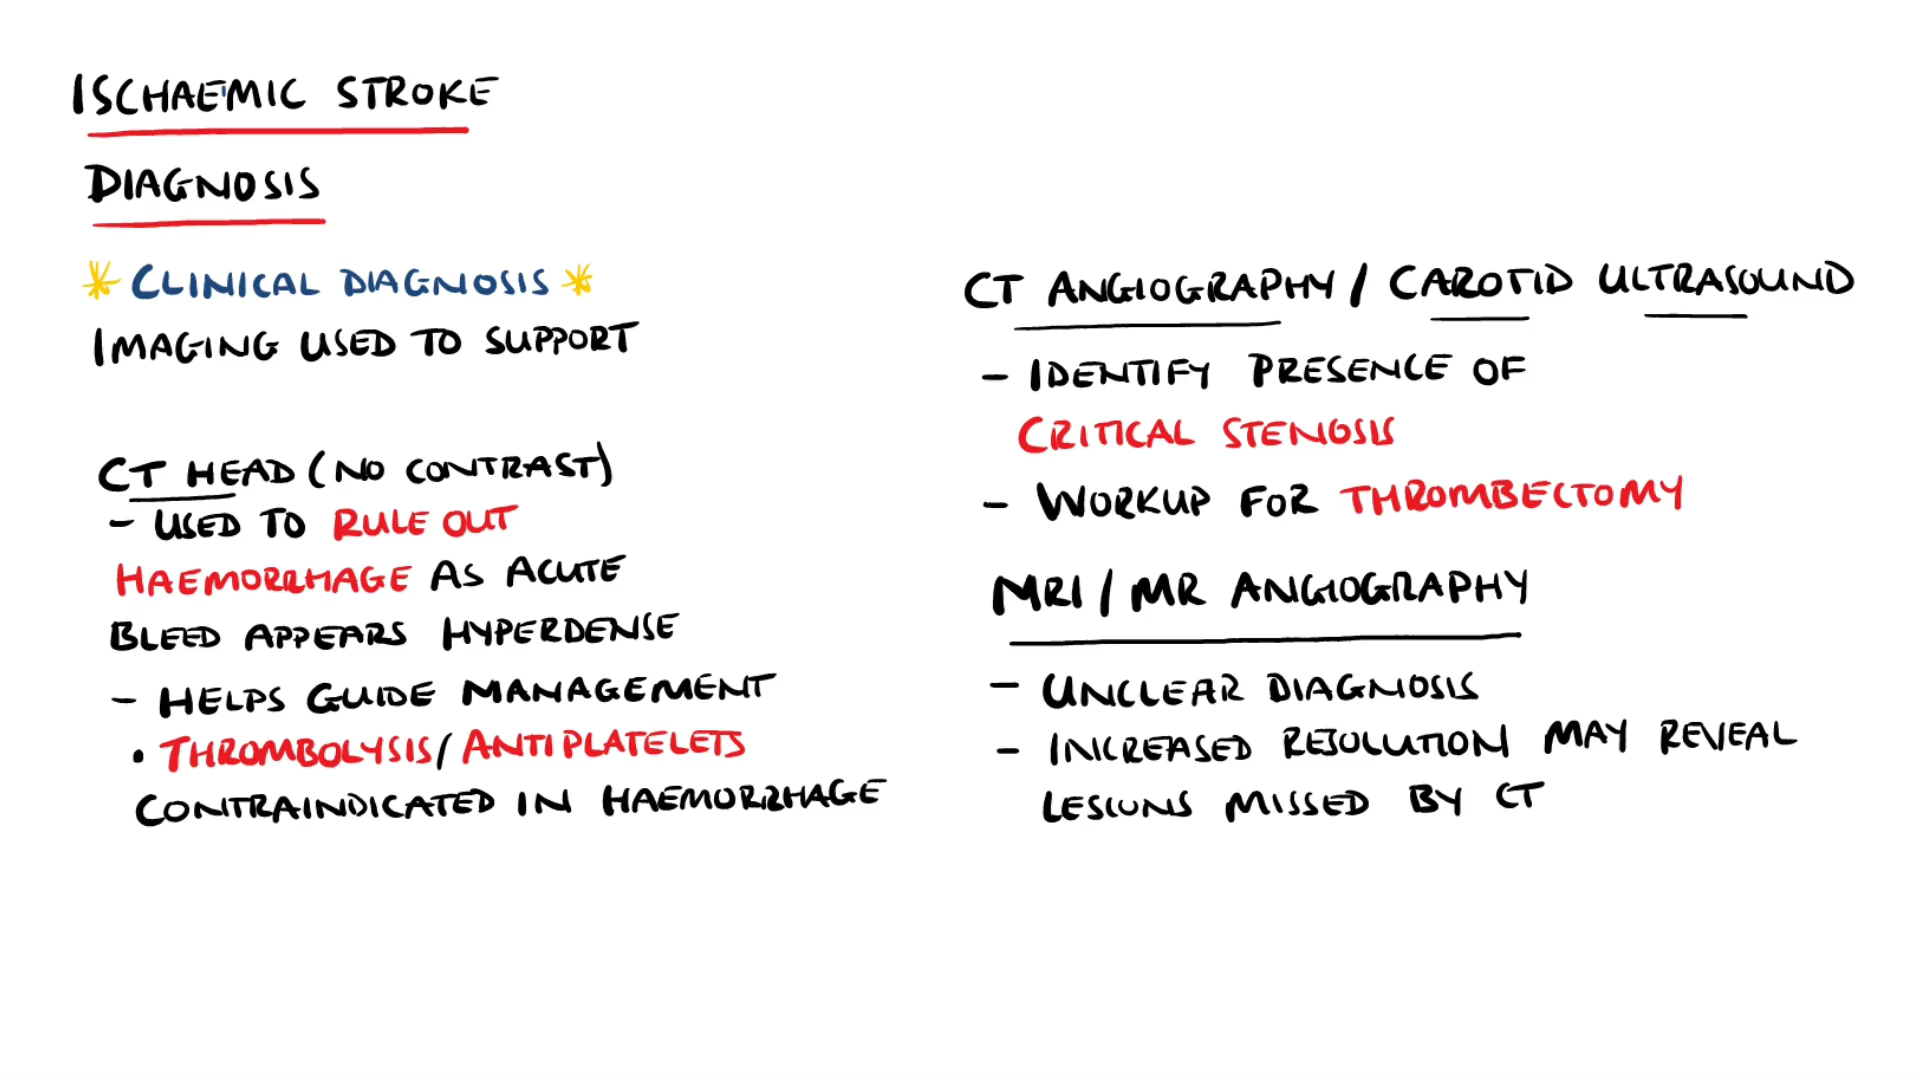 ISCHAEMIC STROKE
DIAGNOSIS
* CLINICAL DIAGNOSIS *
IMAGING USED TO SUPPORT
CT HEAD (NO CONTRAST)
- USED TO RULE OUT
HAEMORRHAGE AS ACUTE
BLEED APPEARS HYPERDENSE
- HELPS GUIDE MANAGEMENT
• THROMBOLYSIS/ANTIPLATELETS
CONTRAINDICATED IN HAEMORRHAGE
CT ANGIOGRAPHY / CAROTID ULTRASOUND
- IDENTIFY PRESENCE OF
CRITICAL STENOSIS
- WORKUP FOR THROMBECTOMY
MRI / MR ANGIOGRAPHY
- UNCLEAR DIAGNOSIS
- INCREASED RESOLUTION MAY REVEAL
LESIONS MISSED BY CT